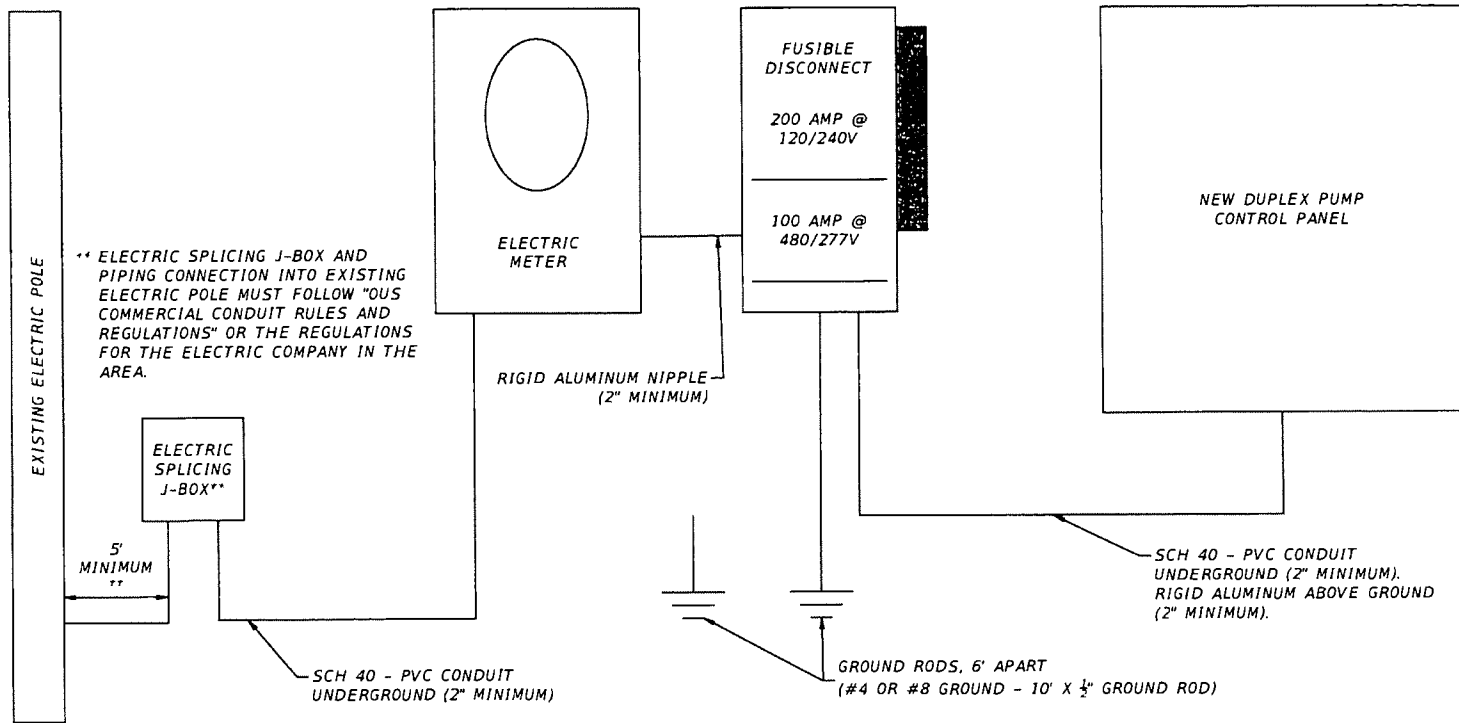 EXISTING ELECTRIC POLE
†† ELECTRIC SPLICING J-BOX AND
PIPING CONNECTION INTO EXISTING
ELECTRIC POLE MUST FOLLOW "OUS
COMMERCIAL CONDUIT RULES AND
REGULATIONS" OR THE REGULATIONS
FOR THE ELECTRIC COMPANY IN THE
AREA.
ELECTRIC
SPLICING
J-BOX††
5'
MINIMUM
††
SCH 40 - PVC CONDUIT
UNDERGROUND (2" MINIMUM)
ELECTRIC
METER
RIGID ALUMINUM NIPPLE
(2" MINIMUM)
FUSIBLE
DISCONNECT
200 AMP @
120/240V
100 AMP @
480/277V
GROUND RODS, 6' APART
(#4 OR #8 GROUND - 10' X ½" GROUND ROD)
NEW DUPLEX PUMP
CONTROL PANEL
SCH 40 - PVC CONDUIT
UNDERGROUND (2" MINIMUM).
RIGID ALUMINUM ABOVE GROUND
(2" MINIMUM).